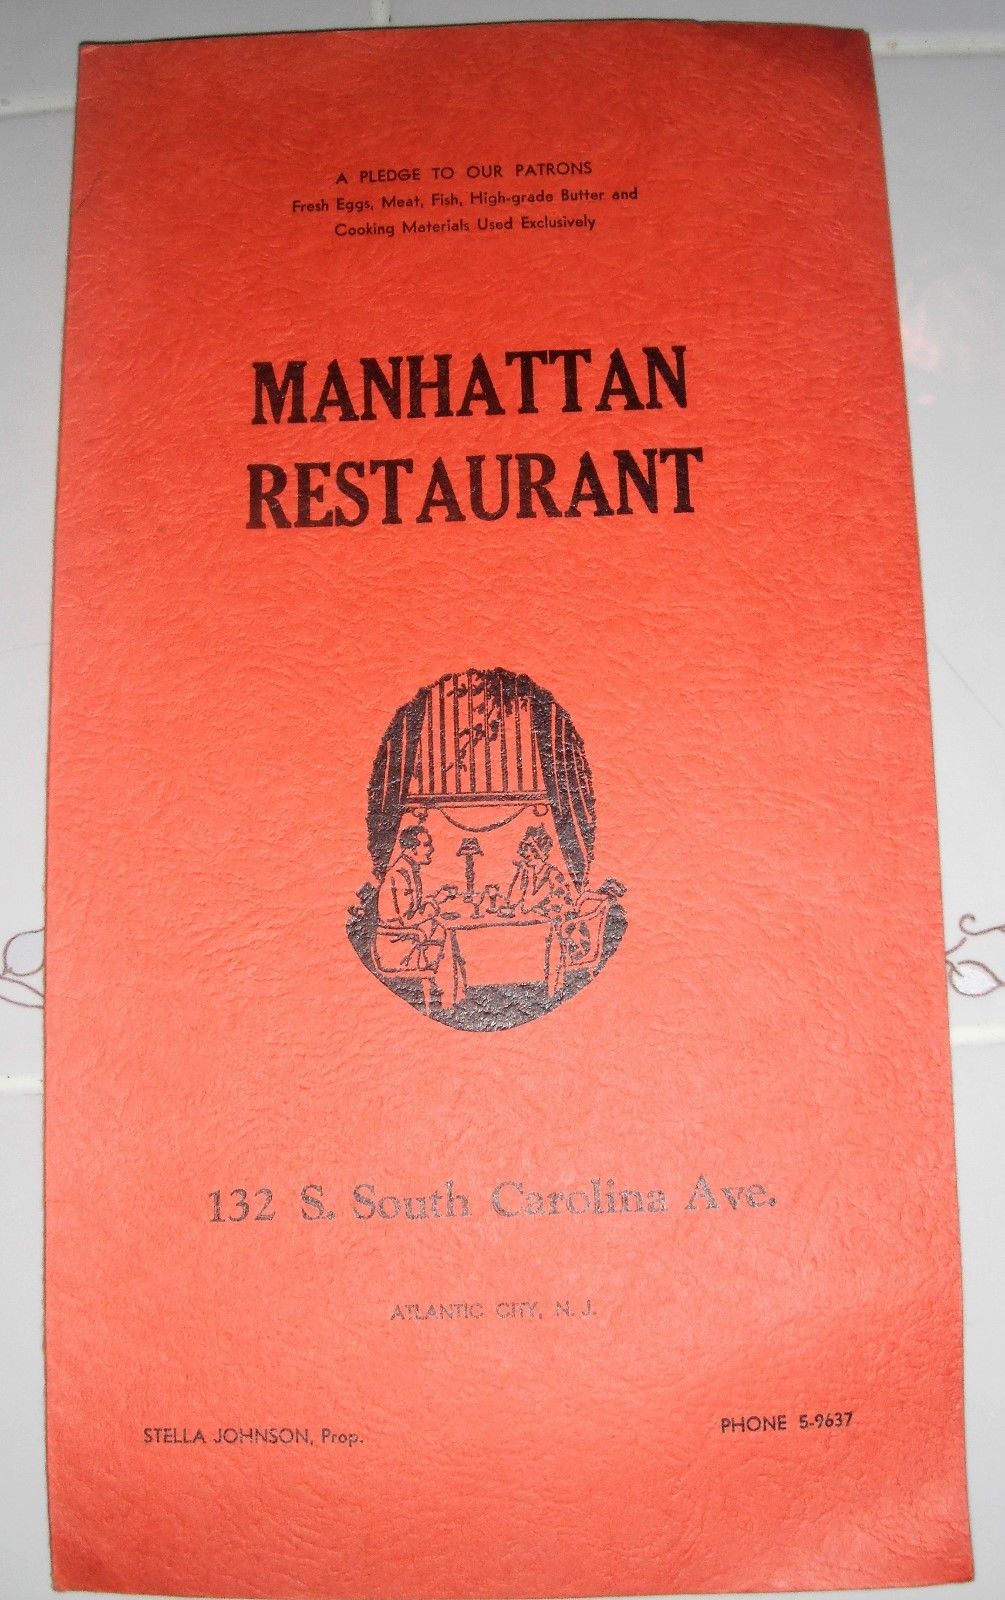 A PLEDGE TO OUR PATRONS
Fresh Eggs, Meat, Fish, High-grade Butter and
Cooking Materials Used Exclusively
MANHATTAN
RESTAURANT
132 S. South Carolina Ave.
ATLANTIC CITY, N. J.
STELLA JOHNSON, Prop.
PHONE 5-9637